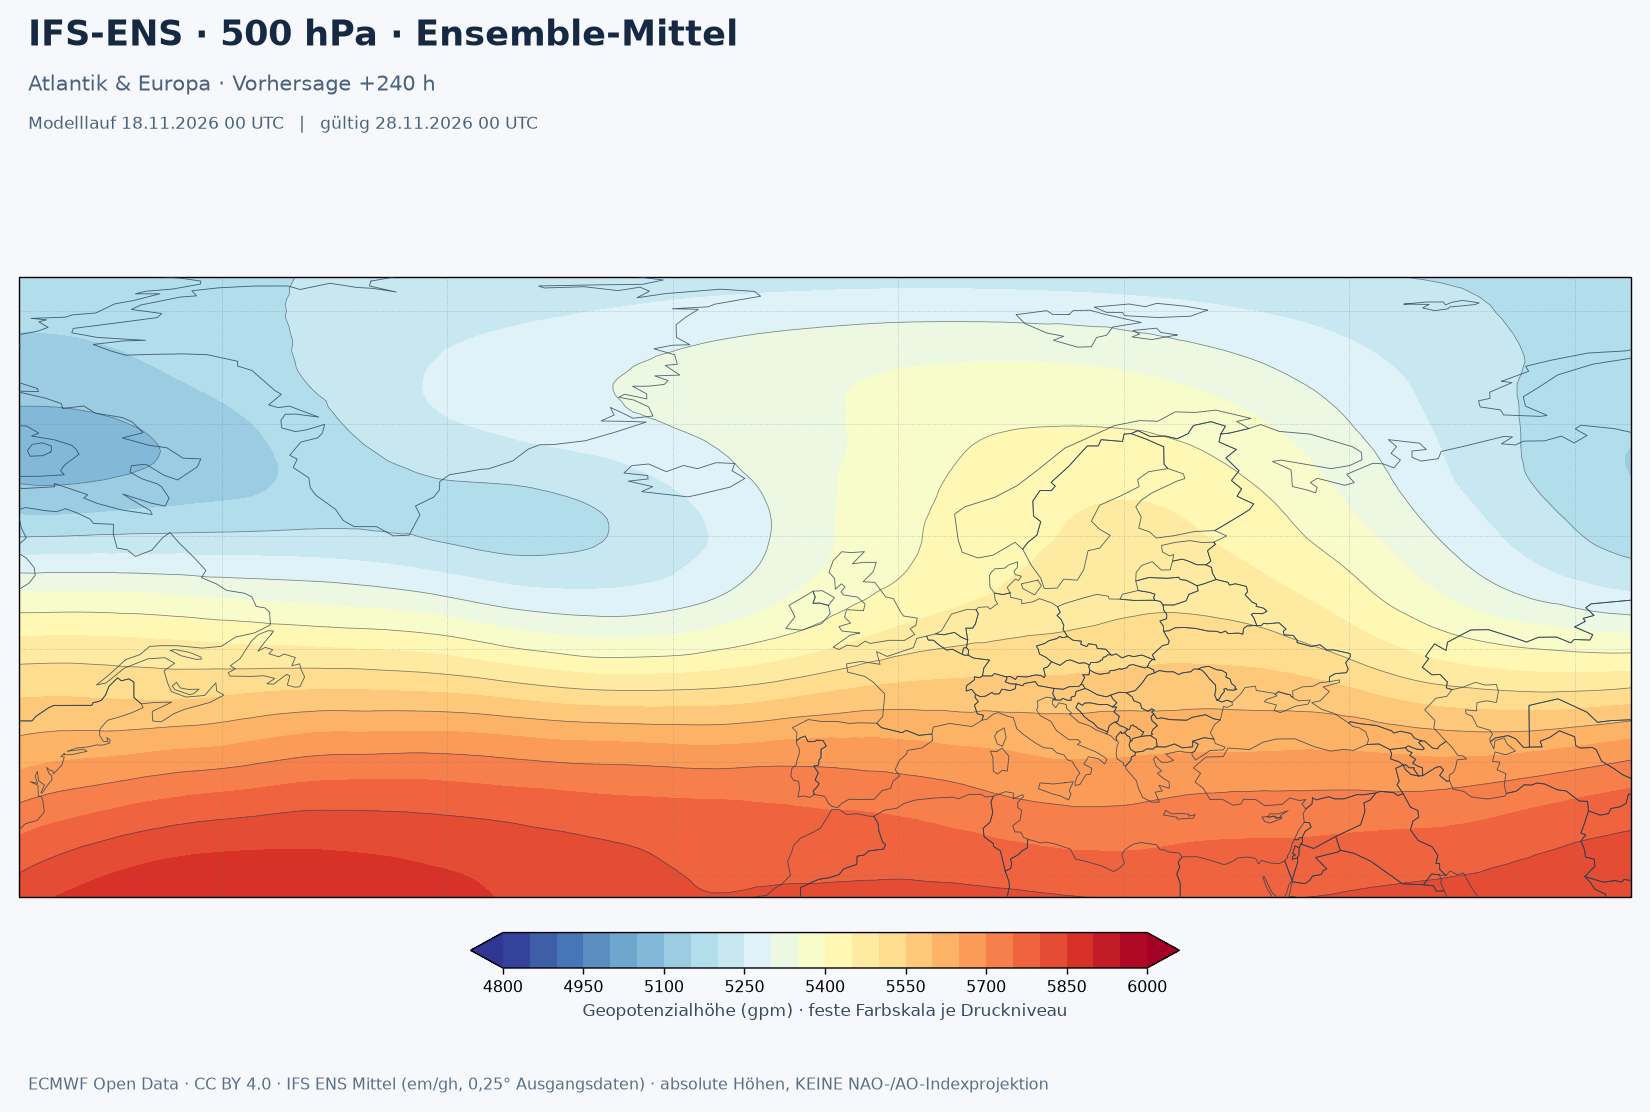 IFS-ENS · 500 hPa · Ensemble-Mittel
Atlantik & Europa · Vorhersage +240 h
Modelllauf 18.11.2026 00 UTC | gültig 28.11.2026 00 UTC
4800 4950 5100 5250 5400 5550 5700 5850 6000
Geopotenzialhöhe (gpm) · feste Farbskala je Druckniveau
ECMWF Open Data · CC BY 4.0 · IFS ENS Mittel (em/gh, 0,25° Ausgangsdaten) · absolute Höhen, KEINE NAO-/AO-Indexprojektion